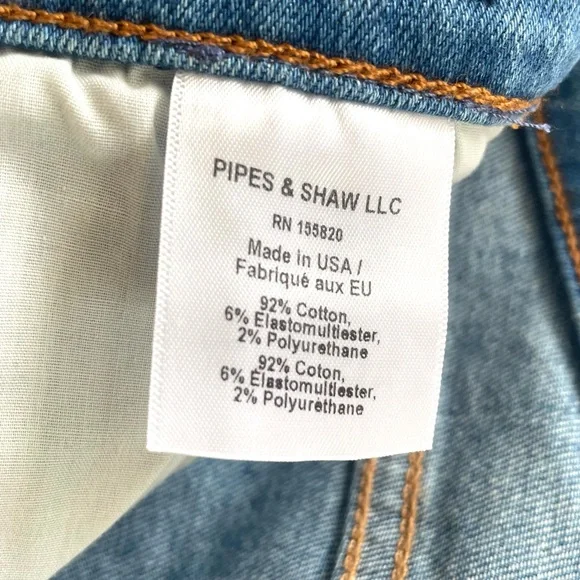 PIPES & SHAW LLC
RN 155820
Made in USA /
Fabriqué aux EU
92% Cotton,
6% Elastomultiester,
2% Polyurethane
92% Coton,
6% Élastomultiester,
2% Polyuréthane